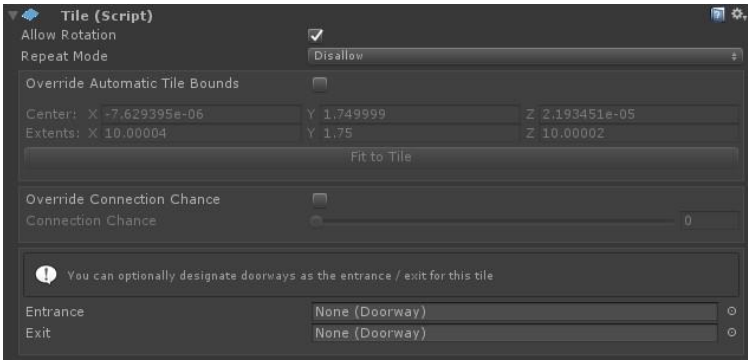 Tile (Script)
Allow Rotation
Repeat Mode Disallow
Override Automatic Tile Bounds
Center: X -7.629395e-06 Y 1.749999 Z 2.193451e-05
Extents: X 10.00004 Y 1.75 Z 10.00002
Fit to Tile
Override Connection Chance
Connection Chance 0
You can optionally designate doorways as the entrance / exit for this tile
Entrance None (Doorway)
Exit None (Doorway)